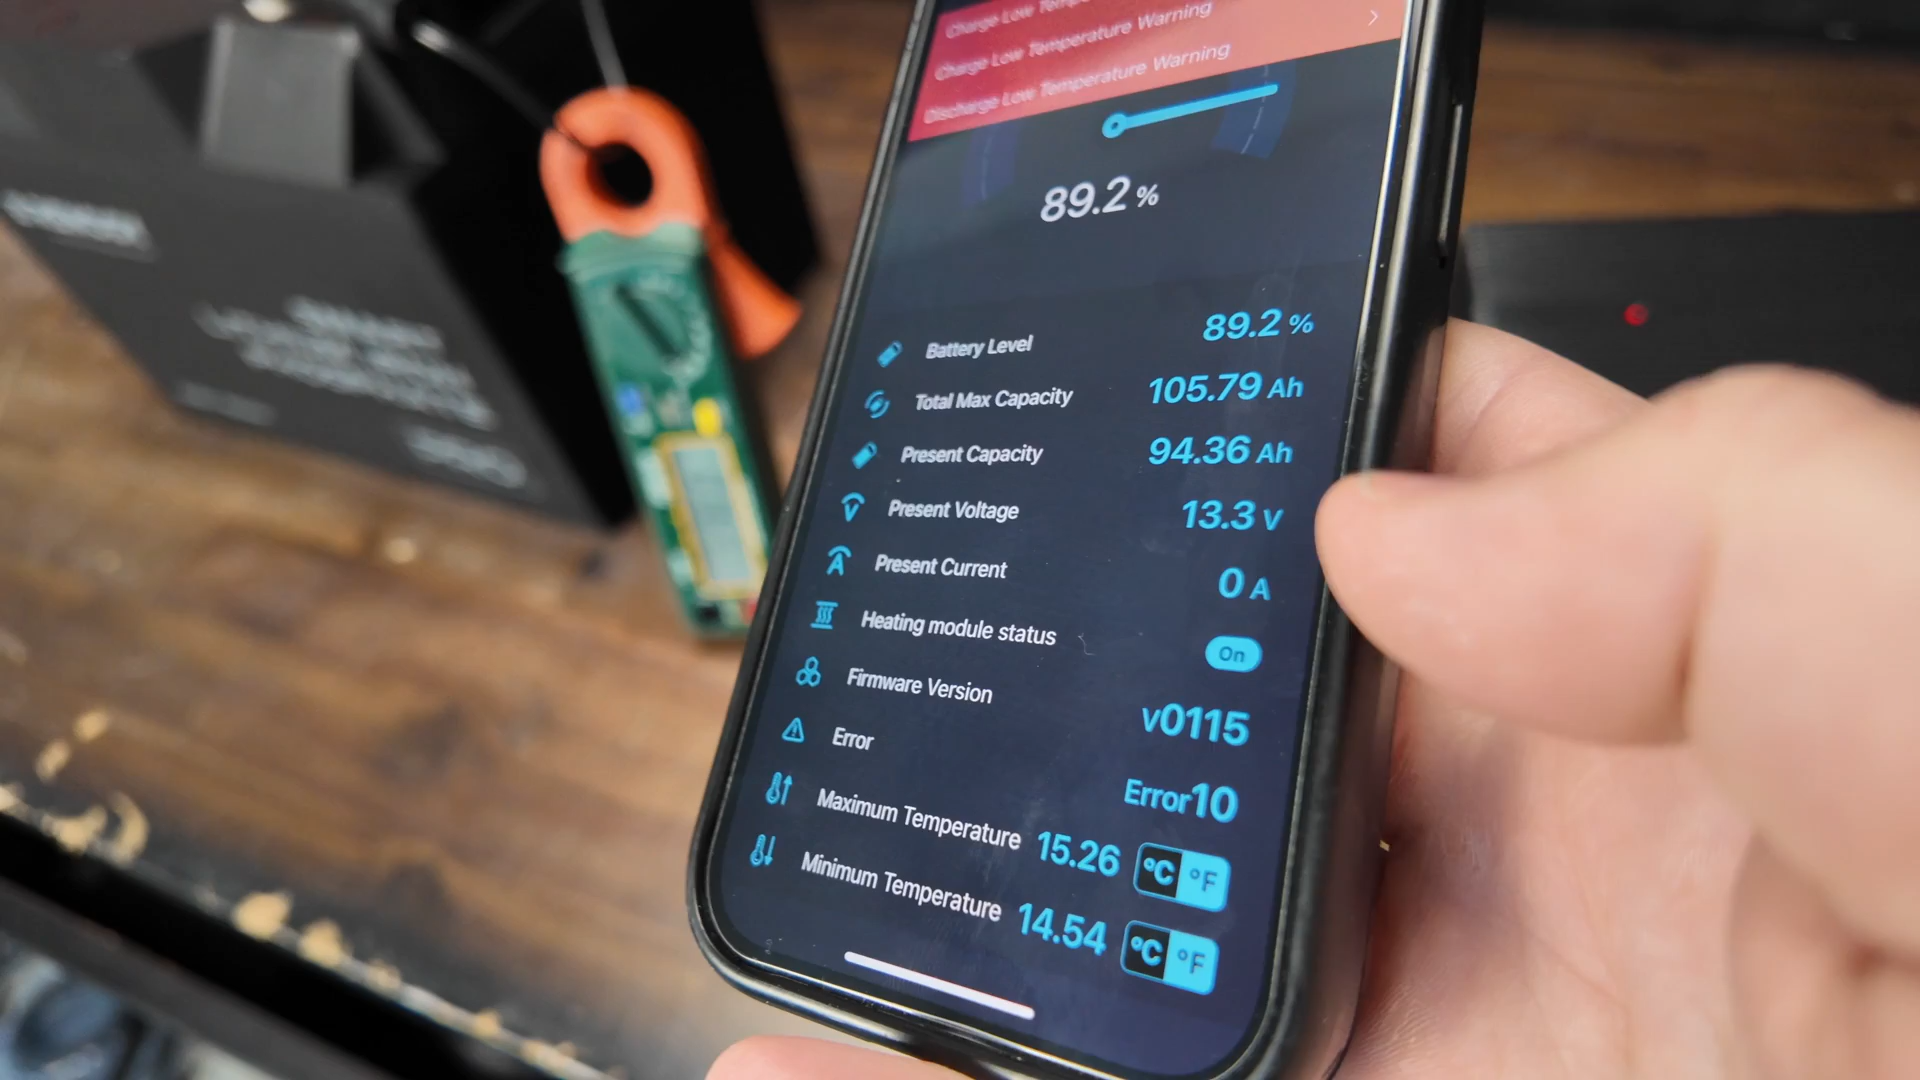 Charge Low
Charge Low Temperature Warning
Discharge Low Temperature Warning
89.2 %
Battery Level 89.2 %
Total Max Capacity 105.79 Ah
Present Capacity 94.36 Ah
Present Voltage 13.3 V
Present Current 0 A
Heating module status On
Firmware Version v0115
Error Error10
Maximum Temperature 15.26 °C °F
Minimum Temperature 14.54 °C °F